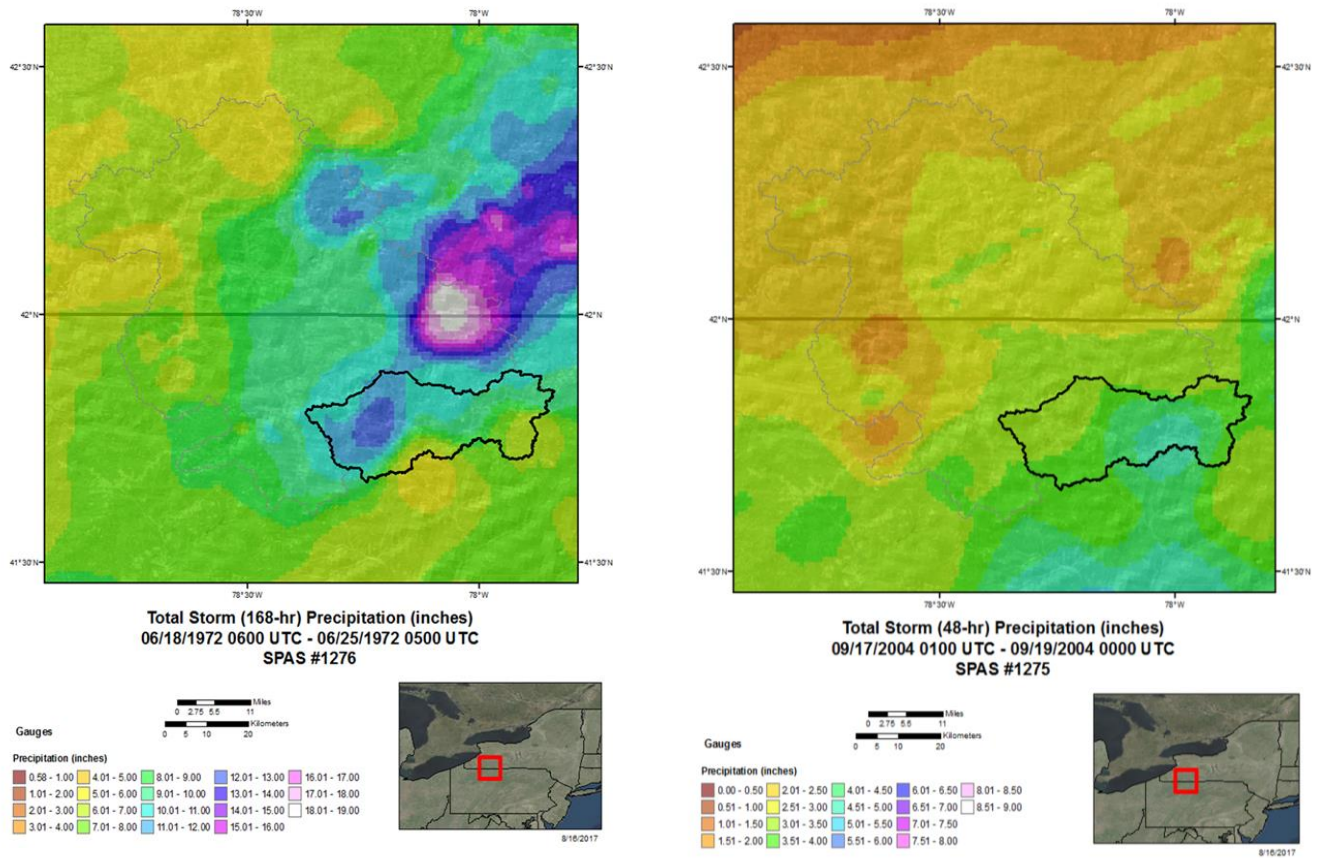 78°30'W 78°W
42°30'N 42°30'N
42°N 42°N
41°30'N 41°30'N
78°30'W 78°W
Total Storm (168-hr) Precipitation (inches)
06/18/1972 0600 UTC - 06/25/1972 0500 UTC
SPAS #1276
Miles
0 2.75 5.5 11
Kilometers
0 5 10 20
Gauges
Precipitation (inches)
0.58 - 1.00 4.01 - 5.00 8.01 - 9.00 12.01 - 13.00 16.01 - 17.00
1.01 - 2.00 5.01 - 6.00 9.01 - 10.00 13.01 - 14.00 17.01 - 18.00
2.01 - 3.00 6.01 - 7.00 10.01 - 11.00 14.01 - 15.00 18.01 - 19.00
3.01 - 4.00 7.01 - 8.00 11.01 - 12.00 15.01 - 16.00
8/16/2017
78°30'W 78°W
42°30'N 42°30'N
42°N 42°N
41°30'N 41°30'N
78°30'W 78°W
Total Storm (48-hr) Precipitation (inches)
09/17/2004 0100 UTC - 09/19/2004 0000 UTC
SPAS #1275
Miles
0 2.75 5.5 11
Kilometers
0 5 10 20
Gauges
Precipitation (inches)
0.00 - 0.50 2.01 - 2.50 4.01 - 4.50 6.01 - 6.50 8.01 - 8.50
0.51 - 1.00 2.51 - 3.00 4.51 - 5.00 6.51 - 7.00 8.51 - 9.00
1.01 - 1.50 3.01 - 3.50 5.01 - 5.50 7.01 - 7.50
1.51 - 2.00 3.51 - 4.00 5.51 - 6.00 7.51 - 8.00
8/16/2017